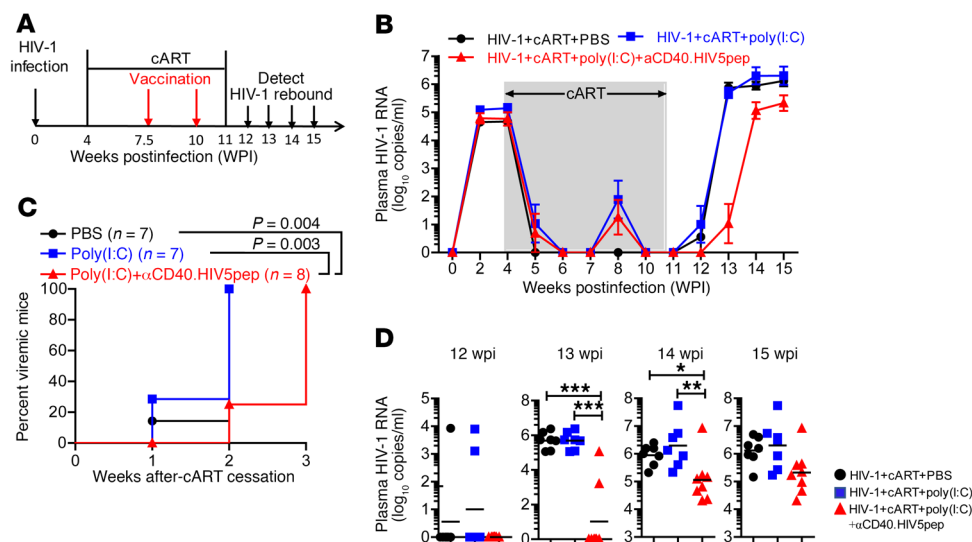 A
HIV-1
infection
cART
Vaccination
Detect
HIV-1 rebound
0 4 7.5 10 11 12 13 14 15
Weeks postinfection (WPI)
B
HIV-1+cART+PBS
HIV-1+cART+poly(I:C)
HIV-1+cART+poly(I:C)+aCD40.HIV5pep
Plasma HIV-1 RNA
(log10 copies/ml)
7
6
5
4
3
2
1
0
cART
0 2 4 5 6 7 8 10 11 12 13 14 15
Weeks postinfection (WPI)
C
P = 0.004
PBS (n = 7)
P = 0.003
Poly(I:C) (n = 7)
Poly(I:C)+αCD40.HIV5pep (n = 8)
Percent viremic mice
100
80
60
40
20
0
0 1 2 3
Weeks after-cART cessation
D
12 wpi
13 wpi
14 wpi
15 wpi
Plasma HIV-1 RNA
(log10 copies/ml)
5
4
3
2
1
0
***
***
8
6
4
2
0
*
**
8
7
6
5
4
3
8
7
6
5
4
3
HIV-1+cART+PBS
HIV-1+cART+poly(I:C)
HIV-1+cART+poly(I:C)
+αCD40.HIV5pep